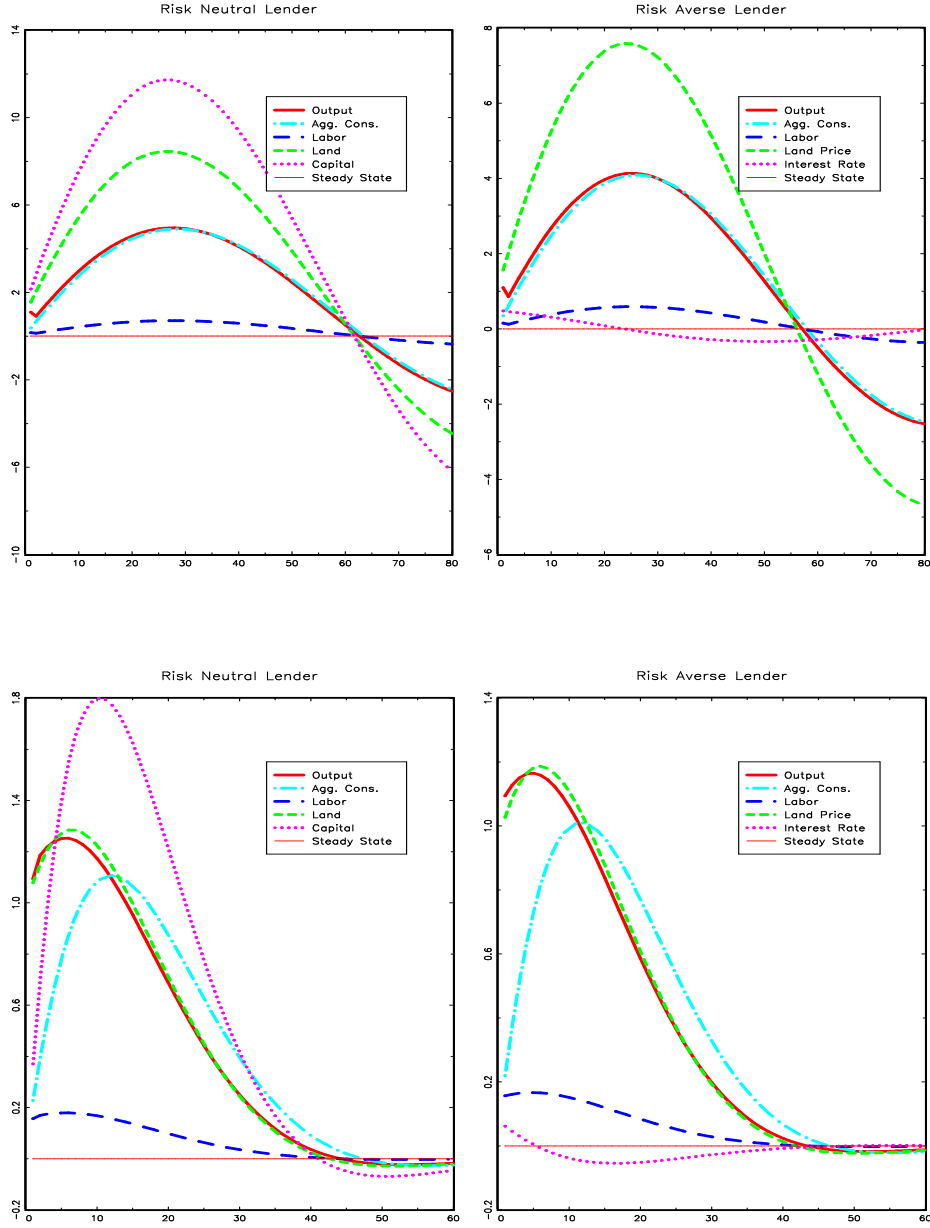 Risk Neutral Lender
14
10
6
2
-2
-6
-10
Output
Agg. Cons.
Labor
Land
Capital
Steady State
0 10 20 30 40 50 60 70 80
Risk Averse Lender
8
6
4
2
0
-2
-4
-6
Output
Agg. Cons.
Labor
Land Price
Interest Rate
Steady State
0 10 20 30 40 50 60 70 80
Risk Neutral Lender
1.8
1.4
1.0
0.6
0.2
-0.2
Output
Agg. Cons.
Labor
Land
Capital
Steady State
0 10 20 30 40 50 60
Risk Averse Lender
1.4
1.0
0.6
0.2
-0.2
Output
Agg. Cons.
Labor
Land Price
Interest Rate
Steady State
0 10 20 30 40 50 60